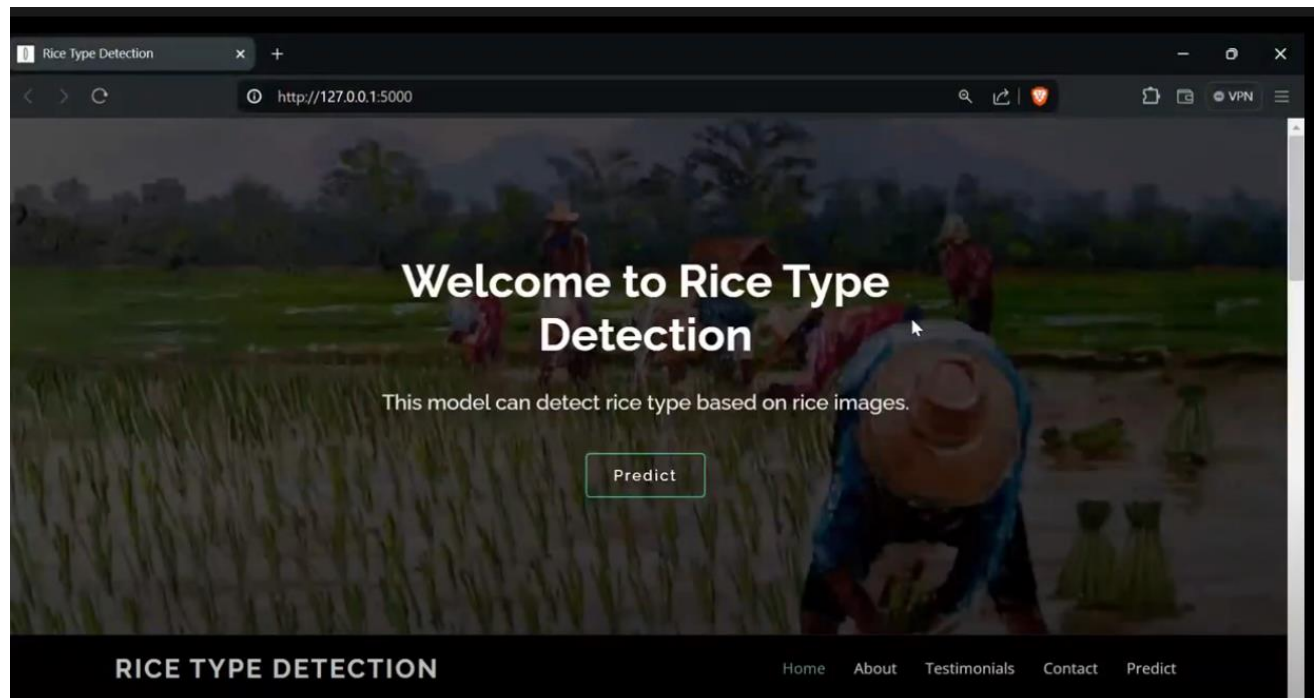 Rice Type Detection
http://127.0.0.1:5000
VPN
Welcome to Rice Type
Detection
This model can detect rice type based on rice images.
Predict
RICE TYPE DETECTION
Home About Testimonials Contact Predict